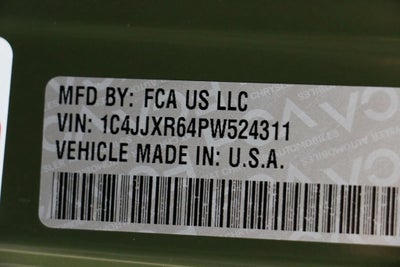 MFD BY: FCA US LLC
VIN: 1C4JJXR64PW524311
VEHICLE MADE IN: U.S.A.